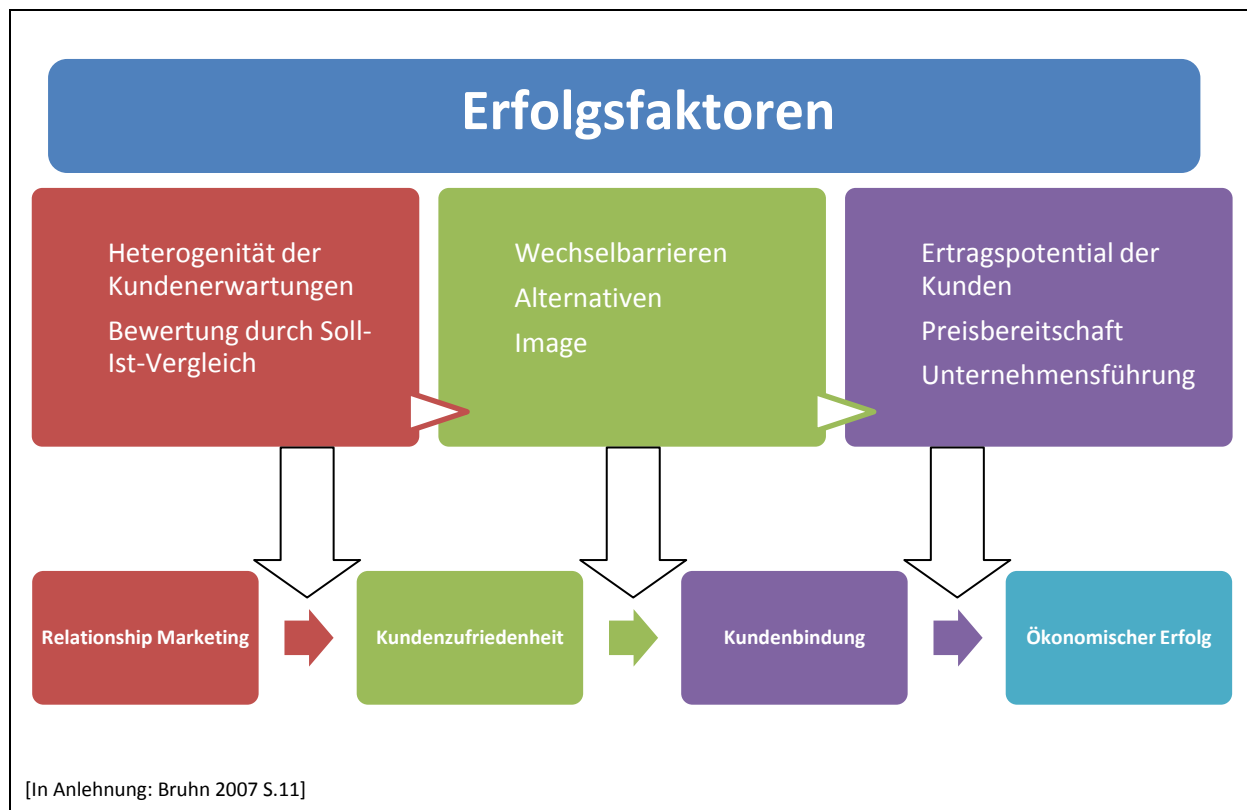 Erfolgsfaktoren
Heterogenität der
Kundenerwartungen
Bewertung durch Soll-
Ist-Vergleich
Wechselbarrieren
Alternativen
Image
Ertragspotential der
Kunden
Preisbereitschaft
Unternehmensführung
Relationship Marketing
Kundenzufriedenheit
Kundenbindung
Ökonomischer Erfolg
[In Anlehnung: Bruhn 2007 S.11]